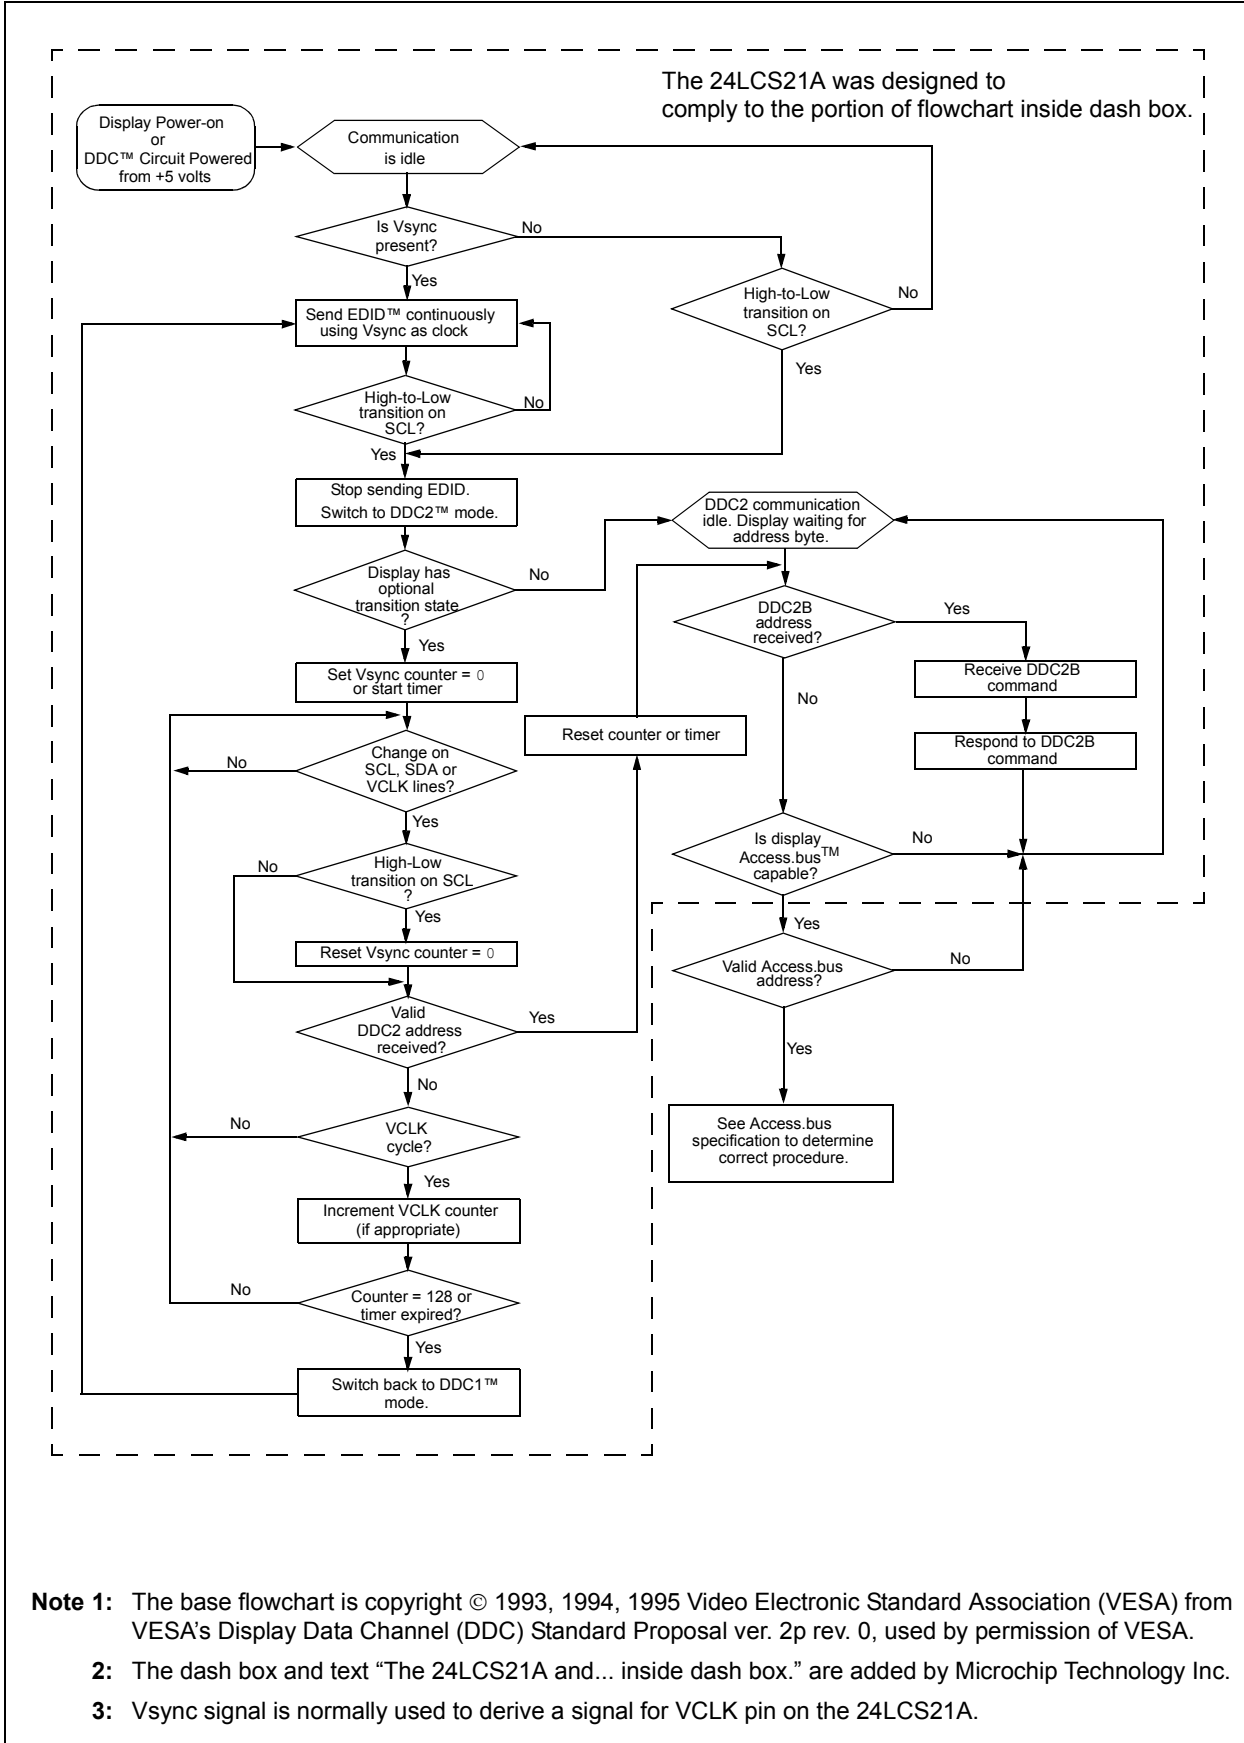 The 24LCS21A was designed to
comply to the portion of flowchart inside dash box.
Display Power-on
or
DDC™ Circuit Powered
from +5 volts
Communication
is idle
Is Vsync
present?
No
Yes
High-to-Low
transition on
SCL?
No
Yes
Send EDID™ continuously
using Vsync as clock
High-to-Low
transition on
SCL?
No
Yes
Stop sending EDID.
Switch to DDC2™ mode.
Display has
optional
transition state
?
No
Yes
Set Vsync counter = 0
or start timer
Change on
SCL, SDA or
VCLK lines?
No
Yes
High-Low
transition on SCL
?
No
Yes
Reset Vsync counter = 0
Valid
DDC2 address
received?
Yes
No
VCLK
cycle?
No
Yes
Increment VCLK counter
(if appropriate)
Counter = 128 or
timer expired?
No
Yes
Switch back to DDC1™
mode.
Reset counter or timer
DDC2 communication
idle. Display waiting for
address byte.
DDC2B
address
received?
Yes
No
Receive DDC2B
command
Respond to DDC2B
command
Is display
Access.bus™
capable?
No
Yes
Valid Access.bus
address?
No
Yes
See Access.bus
specification to determine
correct procedure.
Note 1: The base flowchart is copyright © 1993, 1994, 1995 Video Electronic Standard Association (VESA) from
VESA's Display Data Channel (DDC) Standard Proposal ver. 2p rev. 0, used by permission of VESA.
2: The dash box and text “The 24LCS21A and... inside dash box.” are added by Microchip Technology Inc.
3: Vsync signal is normally used to derive a signal for VCLK pin on the 24LCS21A.